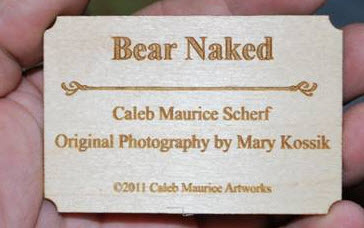 Bear Naked
Caleb Maurice Scherf
Original Photography by Mary Kossik
©2011 Caleb Maurice Artworks